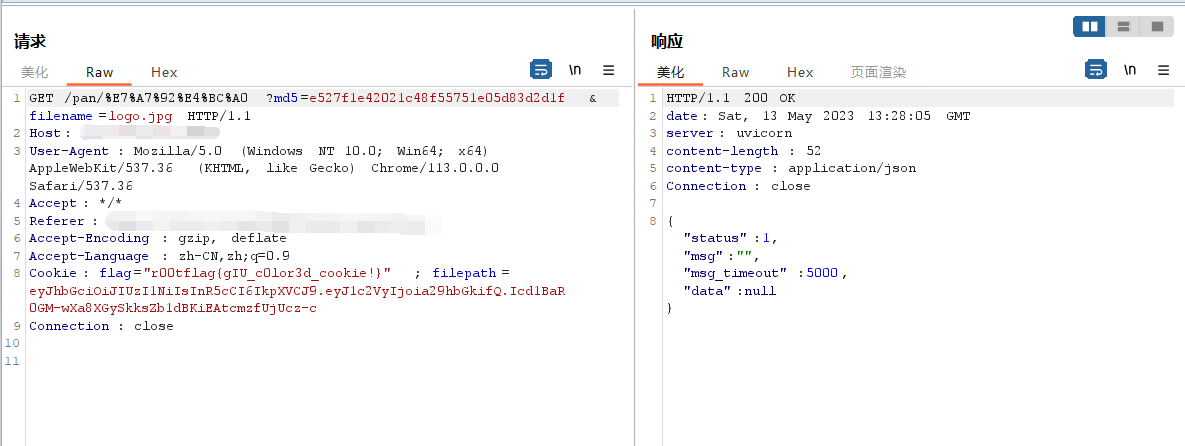 请求
美化 Raw Hex \n
1 GET /pan/%E7%A7%92%E4%BC%A0 ?md5=e527f1e42021c48f55751e05d83d2d1f &
filename=logo.jpg HTTP/1.1
2 Host:
3 User-Agent: Mozilla/5.0 (Windows NT 10.0; Win64; x64)
AppleWebKit/537.36 (KHTML, like Gecko) Chrome/113.0.0.0
Safari/537.36
4 Accept: */*
5 Referer:
6 Accept-Encoding: gzip, deflate
7 Accept-Language: zh-CN,zh;q=0.9
8 Cookie: flag="r00tflag{gIU_c0lor3d_cookie!}" ; filepath=
eyJhbGciOiJIUzI1NiIsInR5cCI6IkpXVCJ9.eyJ1c2VyIjoia29hbGkifQ.Icd1BaR
0GM-wXa8XGySkksZb1dBKiEAtcmzfUjUcz-c
9 Connection: close
10
11
响应
美化 Raw Hex 页面渲染 \n
1 HTTP/1.1 200 OK
2 date: Sat, 13 May 2023 13:28:05 GMT
3 server: uvicorn
4 content-length: 52
5 content-type: application/json
6 Connection: close
7
8 {
"status":1,
"msg":"",
"msg_timeout":5000,
"data":null
}